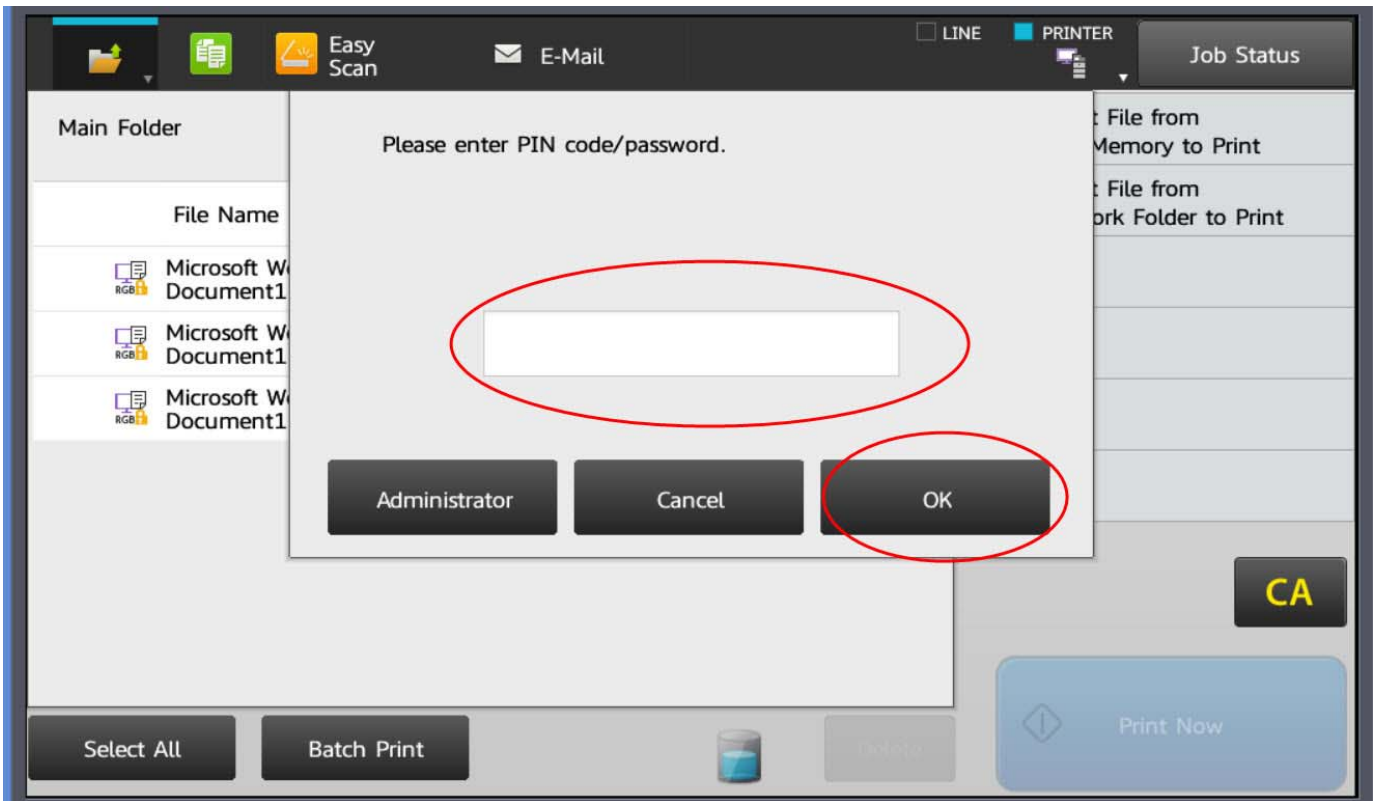 Easy
Scan
E-Mail
LINE
PRINTER
Job Status
Main Folder
File Name
Microsoft W
Document1
RGB
Microsoft W
Document1
RGB
Microsoft W
Document1
RGB
Please enter PIN code/password.
Administrator
Cancel
OK
t File from
Memory to Print
t File from
ork Folder to Print
CA
Select All
Batch Print
Delete
Print Now